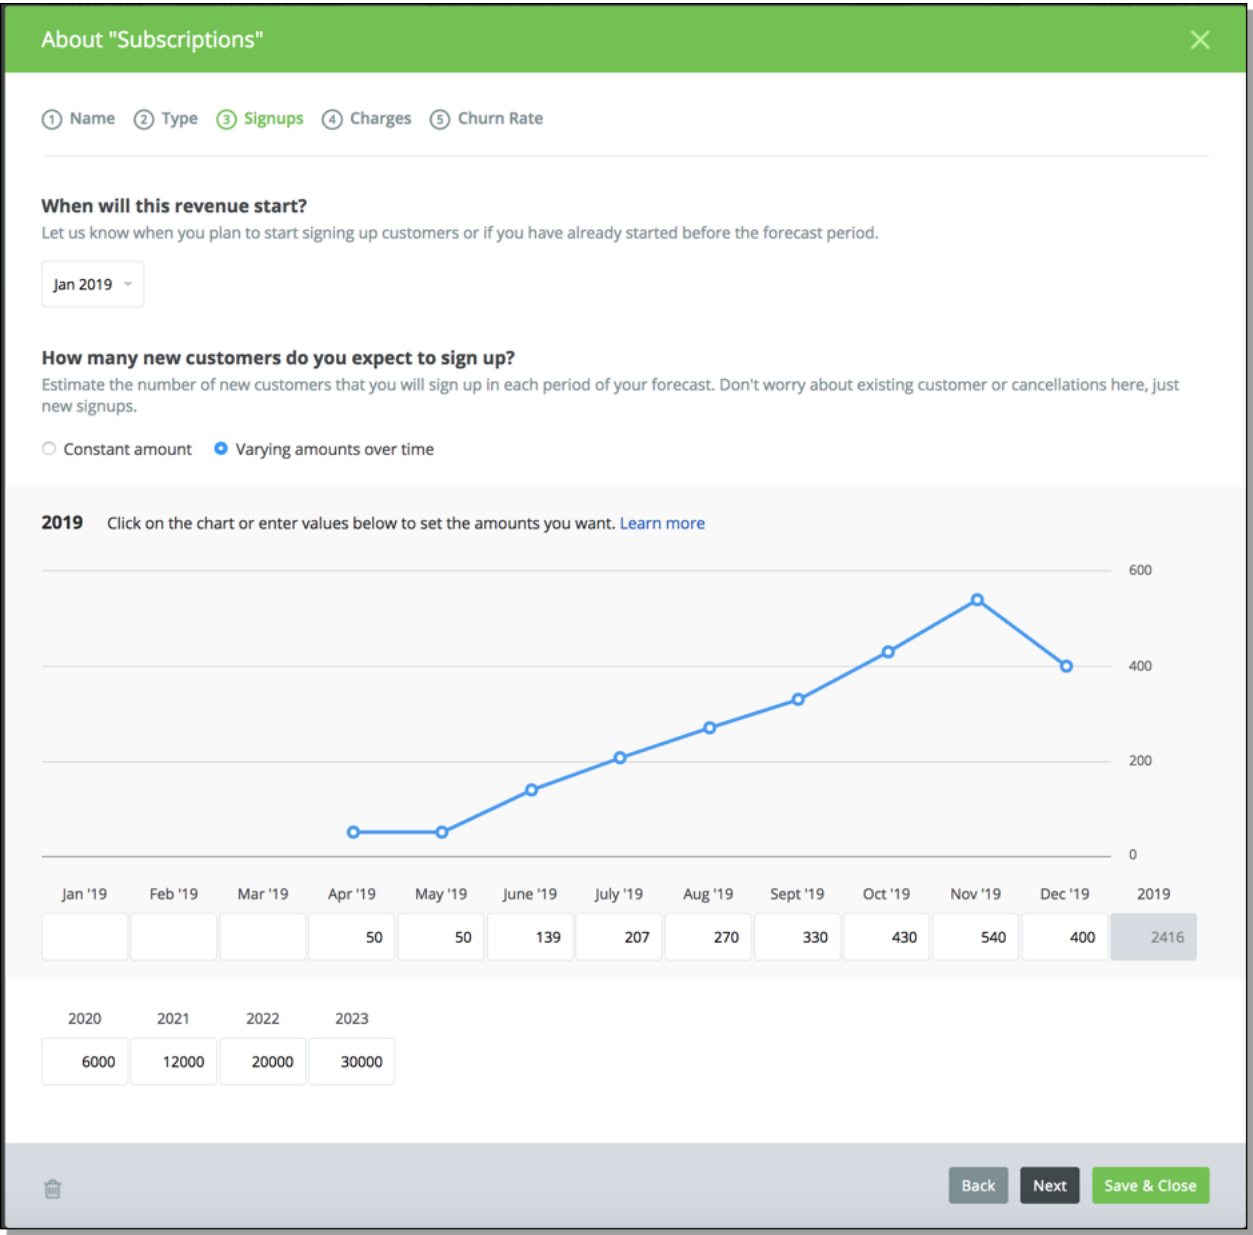 About "Subscriptions"
1 Name 2 Type 3 Signups 4 Charges 5 Churn Rate
When will this revenue start?
Let us know when you plan to start signing up customers or if you have already started before the forecast period.
Jan 2019
How many new customers do you expect to sign up?
Estimate the number of new customers that you will sign up in each period of your forecast. Don't worry about existing customer or cancellations here, just
new signups.
Constant amount Varying amounts over time
2019 Click on the chart or enter values below to set the amounts you want. Learn more
600
400
200
0
Jan '19 Feb '19 Mar '19 Apr '19 May '19 June '19 July '19 Aug '19 Sept '19 Oct '19 Nov '19 Dec '19 2019
50 50 139 207 270 330 430 540 400 2416
2020 2021 2022 2023
6000 12000 20000 30000
Back Next Save & Close